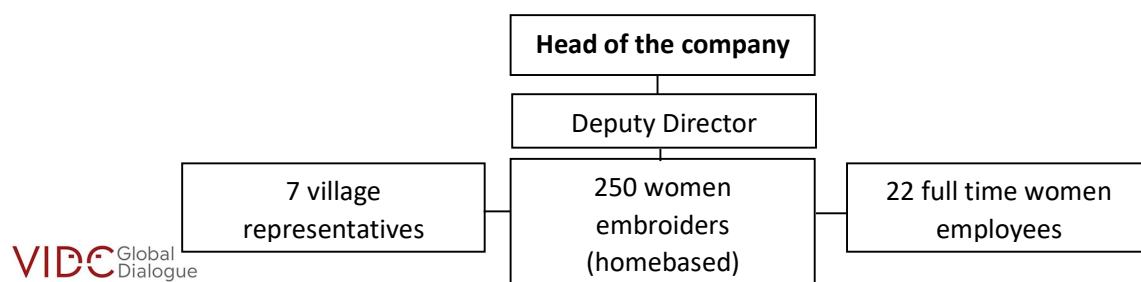 Head of the company
Deputy Director
7 village
representatives
250 women
embroiders
(homebased)
22 full time women
employees
VIDC Global
Dialogue